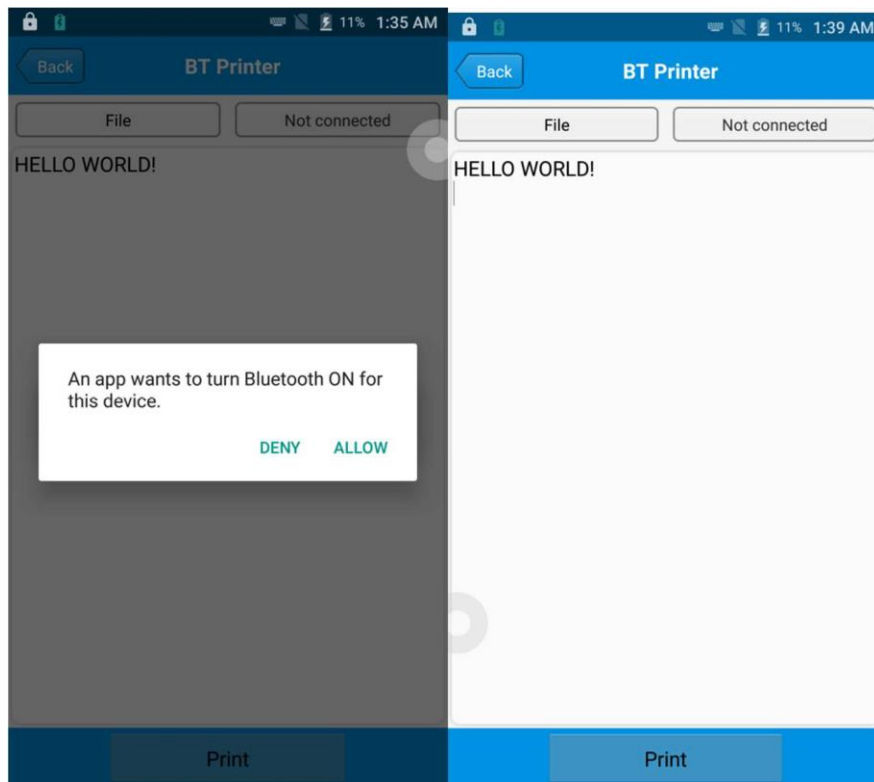 11% 1:35 AM
Back
BT Printer
File
Not connected
HELLO WORLD!
An app wants to turn Bluetooth ON for
this device.
DENY
ALLOW
Print
11% 1:39 AM
Back
BT Printer
File
Not connected
HELLO WORLD!
Print